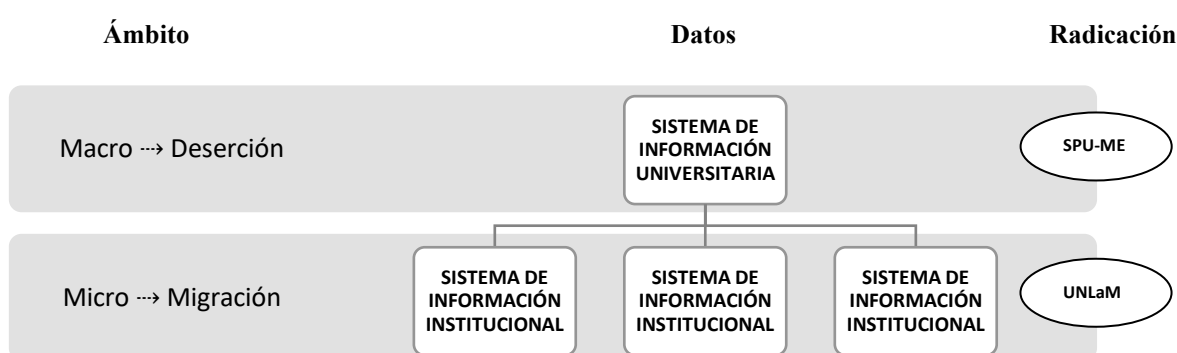 Ámbito Datos Radicación
Macro ⤑ Deserción
SISTEMA DE
INFORMACIÓN
UNIVERSITARIA
SPU-ME
Micro ⤑ Migración
SISTEMA DE
INFORMACIÓN
INSTITUCIONAL
SISTEMA DE
INFORMACIÓN
INSTITUCIONAL
SISTEMA DE
INFORMACIÓN
INSTITUCIONAL
UNLaM